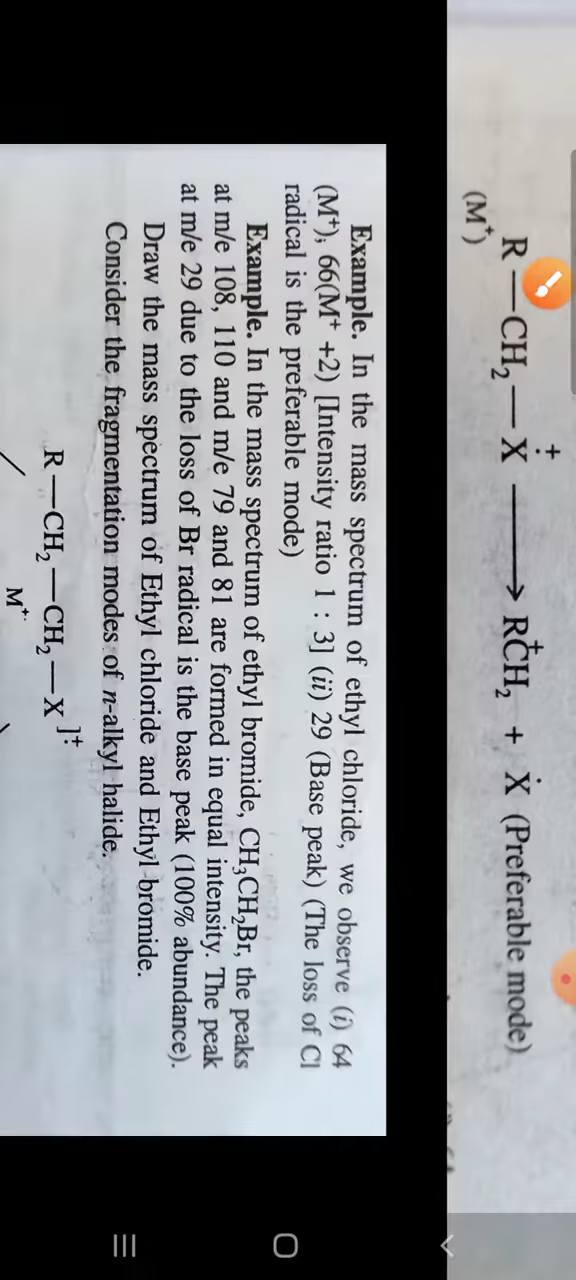 R—CH₂—Ẋ⁺ ⟶ RC⁺H₂ + Ẋ (Preferable mode)
(M⁺)
Example. In the mass spectrum of ethyl chloride, we observe (i) 64
(M⁺), 66(M⁺ +2) [Intensity ratio 1 : 3] (ii) 29 (Base peak) (The loss of Cl
radical is the preferable mode)
Example. In the mass spectrum of ethyl bromide, CH₃CH₂Br, the peaks
at m/e 108, 110 and m/e 79 and 81 are formed in equal intensity. The peak
at m/e 29 due to the loss of Br radical is the base peak (100% abundance).
Draw the mass spectrum of Ethyl chloride and Ethyl bromide.
Consider the fragmentation modes of n-alkyl halide.
R—CH₂—CH₂—X ]⁺·
M⁺·